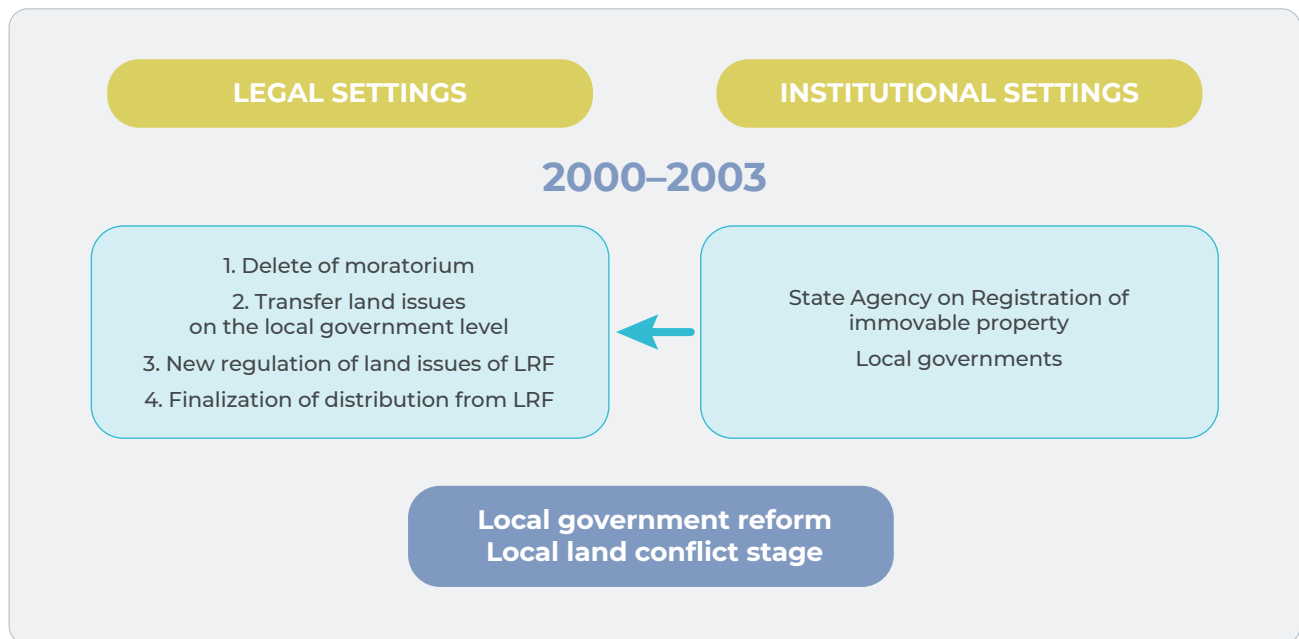 LEGAL SETTINGS
INSTITUTIONAL SETTINGS
2000–2003
1. Delete of moratorium
2. Transfer land issues
on the local government level
3. New regulation of land issues of LRF
4. Finalization of distribution from LRF
State Agency on Registration of
immovable property
Local governments
Local government reform
Local land conflict stage